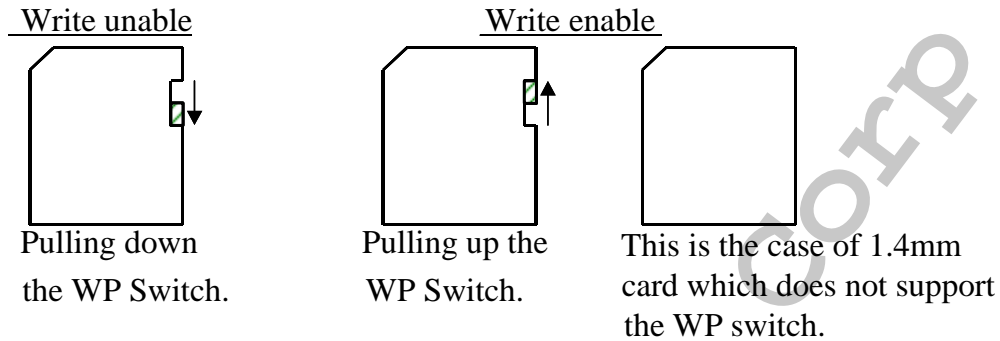 Write unable
Write enable
Pulling down
the WP Switch.
Pulling up the
WP Switch.
This is the case of 1.4mm
card which does not support
the WP switch.
Corp